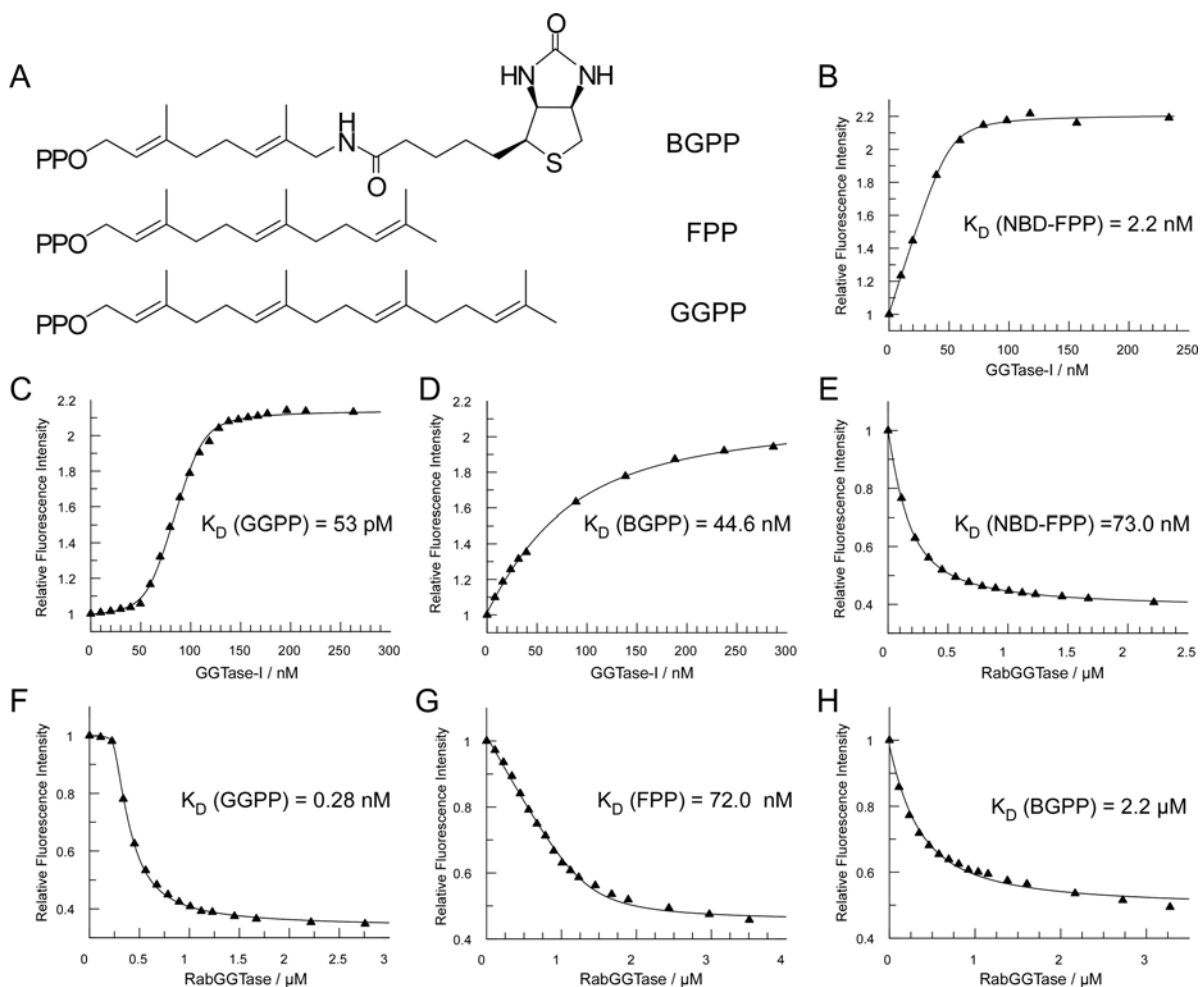 A
O
HN
NH
H
N
PPO
O
S
BGPP
PPO
FPP
PPO
GGPP
B
Relative Fluorescence Intensity
2.2
2
1.8
1.6
1.4
1.2
1
K_D (NBD-FPP) = 2.2 nM
0 50 100 150 200 250
GGTase-I / nM
C
Relative Fluorescence Intensity
2.2
2
1.8
1.6
1.4
1.2
1
K_D (GGPP) = 53 pM
0 50 100 150 200 250 300
GGTase-I / nM
D
Relative Fluorescence Intensity
2.2
2
1.8
1.6
1.4
1.2
1
K_D (BGPP) = 44.6 nM
0 50 100 150 200 250 300
GGTase-I / nM
E
Relative Fluorescence Intensity
1
0.8
0.6
0.4
K_D (NBD-FPP) =73.0 nM
0 0.5 1 1.5 2 2.5
RabGGTase / µM
F
Relative Fluorescence Intensity
1
0.8
0.6
0.4
K_D (GGPP) = 0.28 nM
0 0.5 1 1.5 2 2.5 3
RabGGTase / µM
G
Relative Fluorescence Intensity
1
0.8
0.6
0.4
K_D (FPP) = 72.0 nM
0 1 2 3 4
RabGGTase / µM
H
Relative Fluorescence Intensity
1
0.8
0.6
0.4
K_D (BGPP) = 2.2 µM
0 1 2 3
RabGGTase / µM